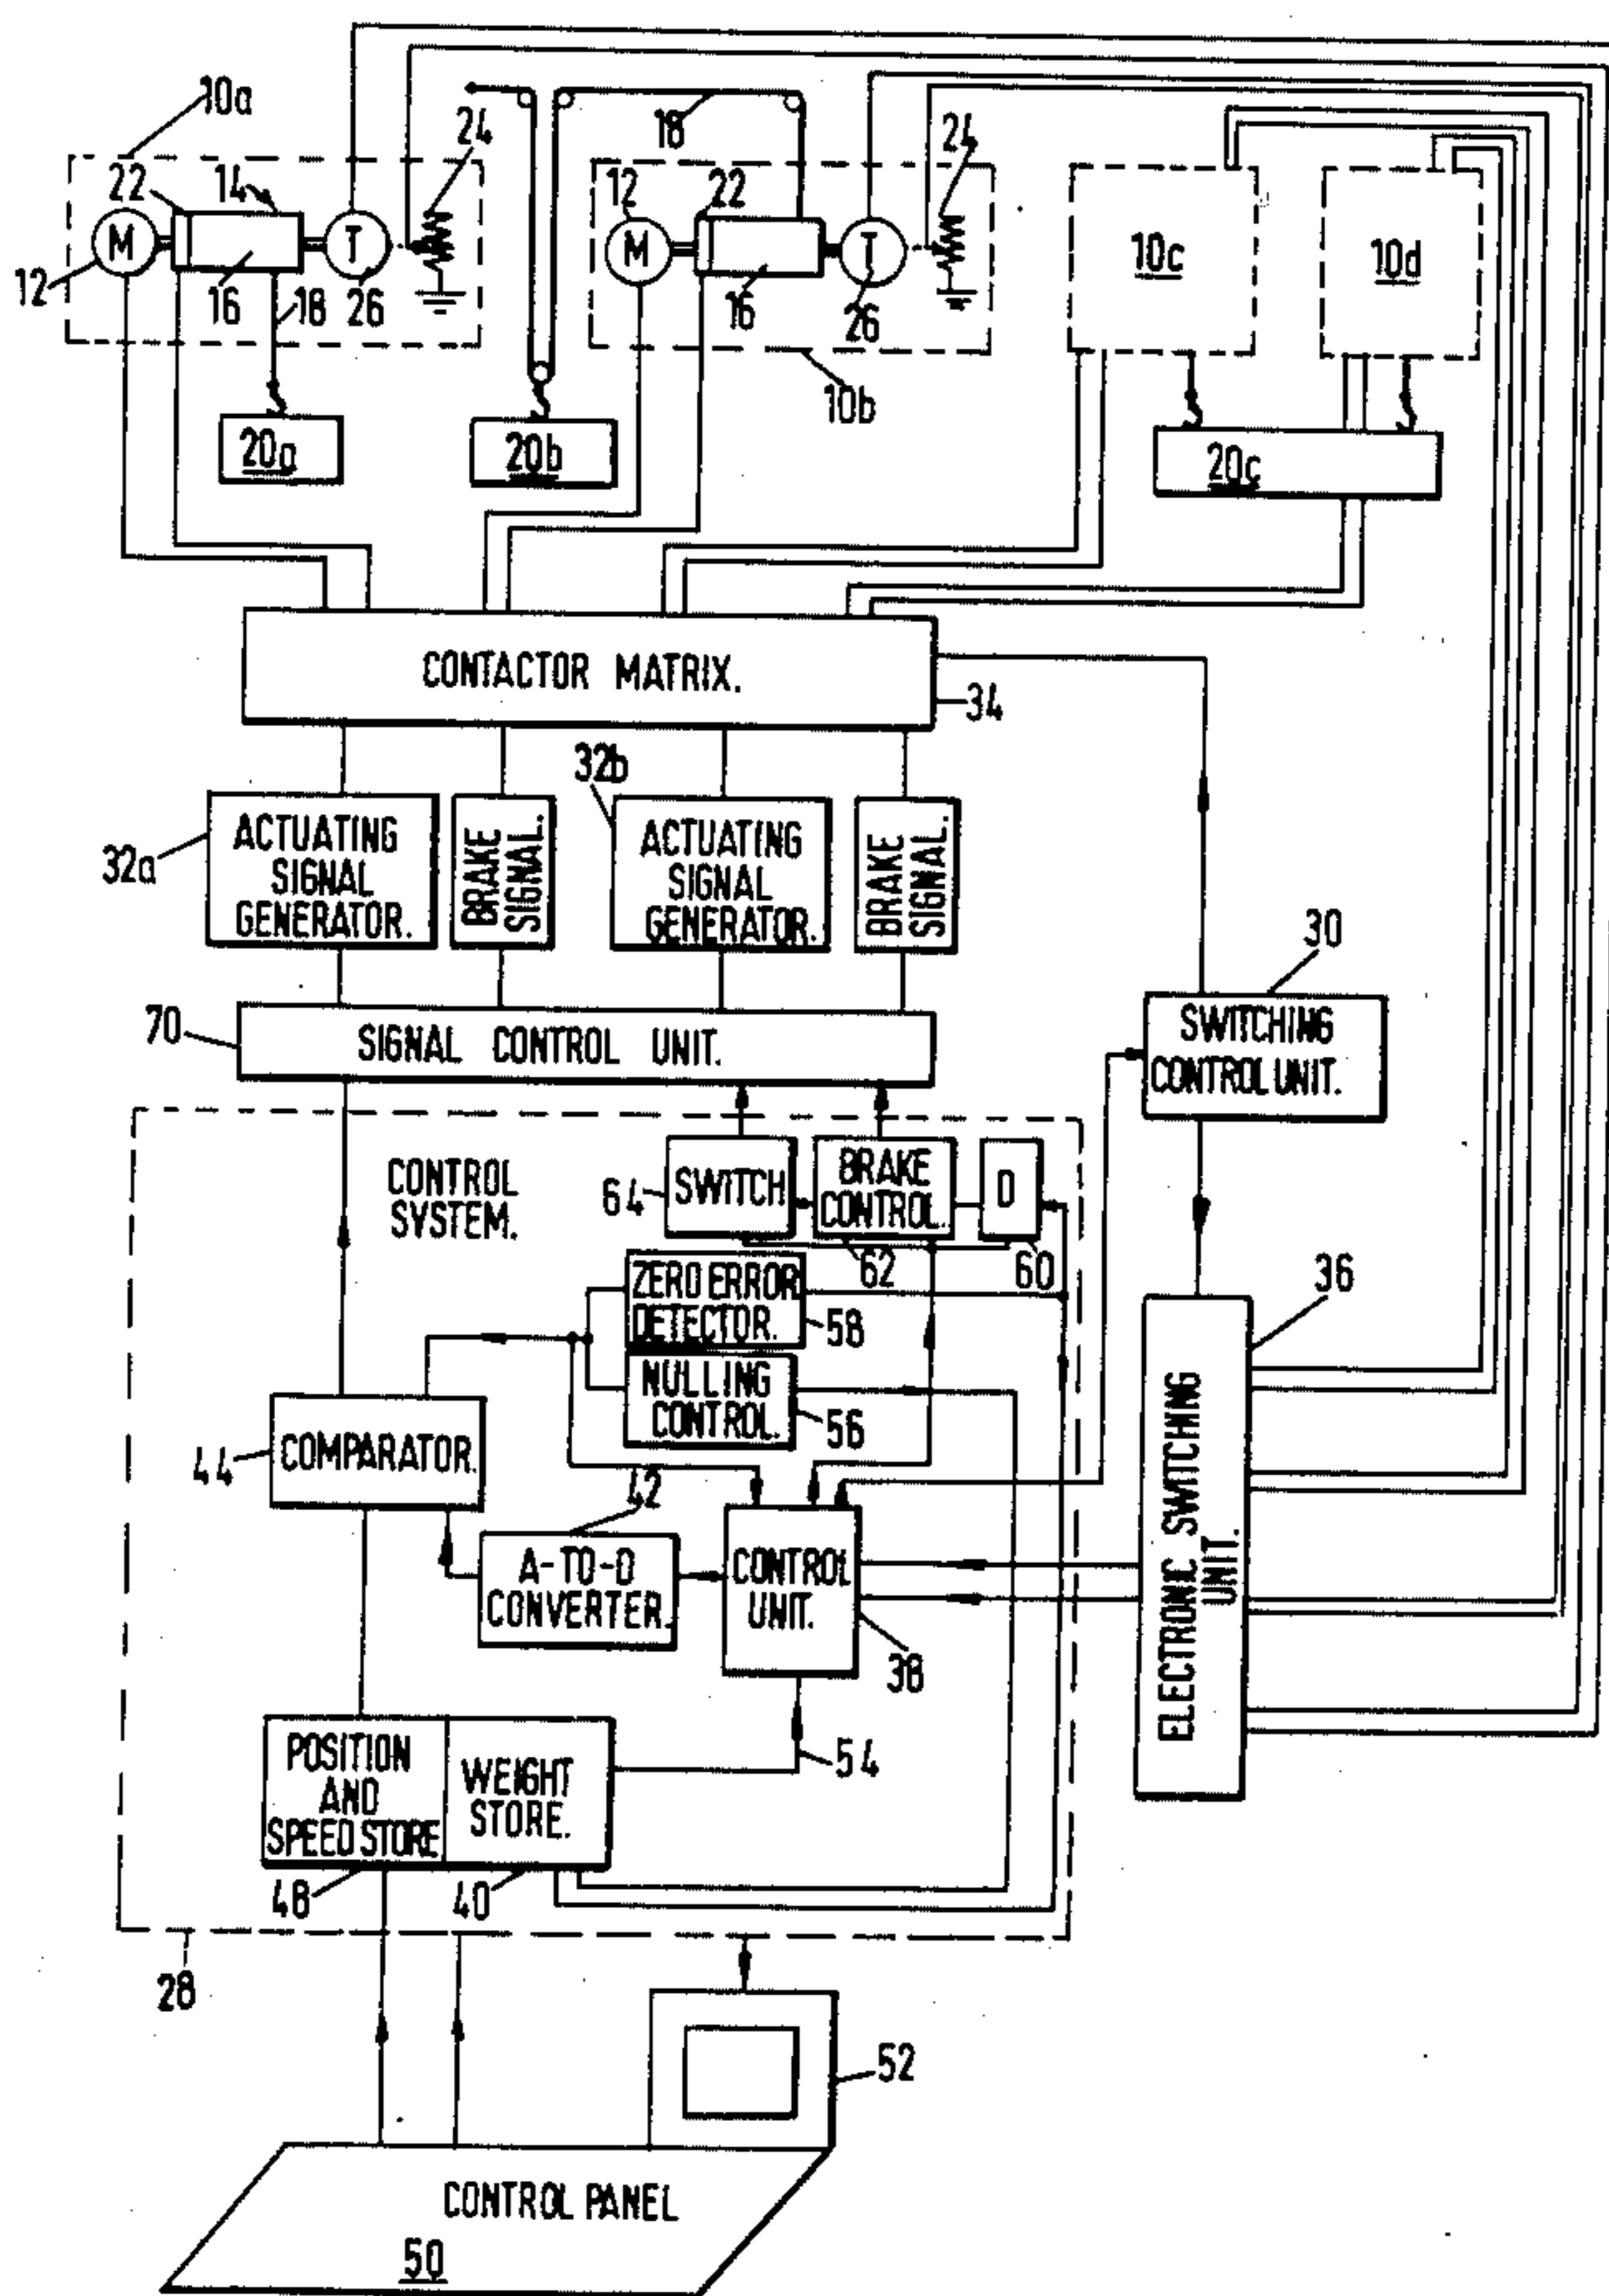 10a
24
18
24
22
14
12
22
M
T
M
T
10c
10d
12
16
18
26
16
26
10b
20a
20b
20c
CONTACTOR MATRIX.
34
32b
32a
ACTUATING
SIGNAL
GENERATOR.
BRAKE
SIGNAL.
ACTUATING
SIGNAL
GENERATOR.
BRAKE
SIGNAL.
30
70
SIGNAL CONTROL UNIT.
SWITCHING
CONTROL UNIT.
CONTROL
SYSTEM.
64
SWITCH
BRAKE
CONTROL.
D
62
60
36
ZERO ERROR
DETECTOR.
58
NULLING
CONTROL.
56
44
COMPARATOR.
42
A-TO-D
CONVERTER.
CONTROL
UNIT.
38
ELECTRONIC SWITCHING
UNIT.
POSITION
AND
SPEED STORE
WEIGHT
STORE.
54
48
40
28
52
CONTROL PANEL
50